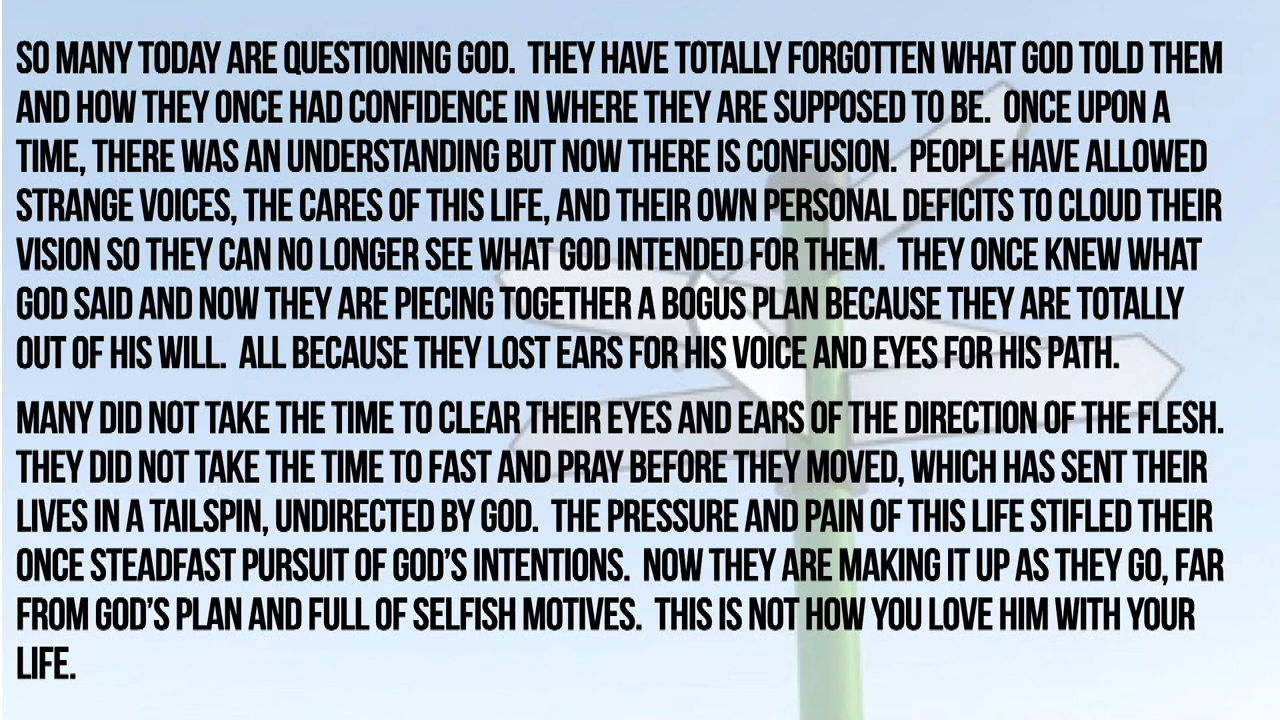 SO MANY TODAY ARE QUESTIONING GOD.  THEY HAVE TOTALLY FORGOTTEN WHAT GOD TOLD THEM
AND HOW THEY ONCE HAD CONFIDENCE IN WHERE THEY ARE SUPPOSED TO BE.  ONCE UPON A
TIME, THERE WAS AN UNDERSTANDING BUT NOW THERE IS CONFUSION.  PEOPLE HAVE ALLOWED
STRANGE VOICES, THE CARES OF THIS LIFE, AND THEIR OWN PERSONAL DEFICITS TO CLOUD THEIR
VISION SO THEY CAN NO LONGER SEE WHAT GOD INTENDED FOR THEM.  THEY ONCE KNEW WHAT
GOD SAID AND NOW THEY ARE PIECING TOGETHER A BOGUS PLAN BECAUSE THEY ARE TOTALLY
OUT OF HIS WILL.  ALL BECAUSE THEY LOST EARS FOR HIS VOICE AND EYES FOR HIS PATH.
MANY DID NOT TAKE THE TIME TO CLEAR THEIR EYES AND EARS OF THE DIRECTION OF THE FLESH.
THEY DID NOT TAKE THE TIME TO FAST AND PRAY BEFORE THEY MOVED, WHICH HAS SENT THEIR
LIVES IN A TAILSPIN, UNDIRECTED BY GOD.  THE PRESSURE AND PAIN OF THIS LIFE STIFLED THEIR
ONCE STEADFAST PURSUIT OF GOD’S INTENTIONS.  NOW THEY ARE MAKING IT UP AS THEY GO, FAR
FROM GOD’S PLAN AND FULL OF SELFISH MOTIVES.  THIS IS NOT HOW YOU LOVE HIM WITH YOUR
LIFE.